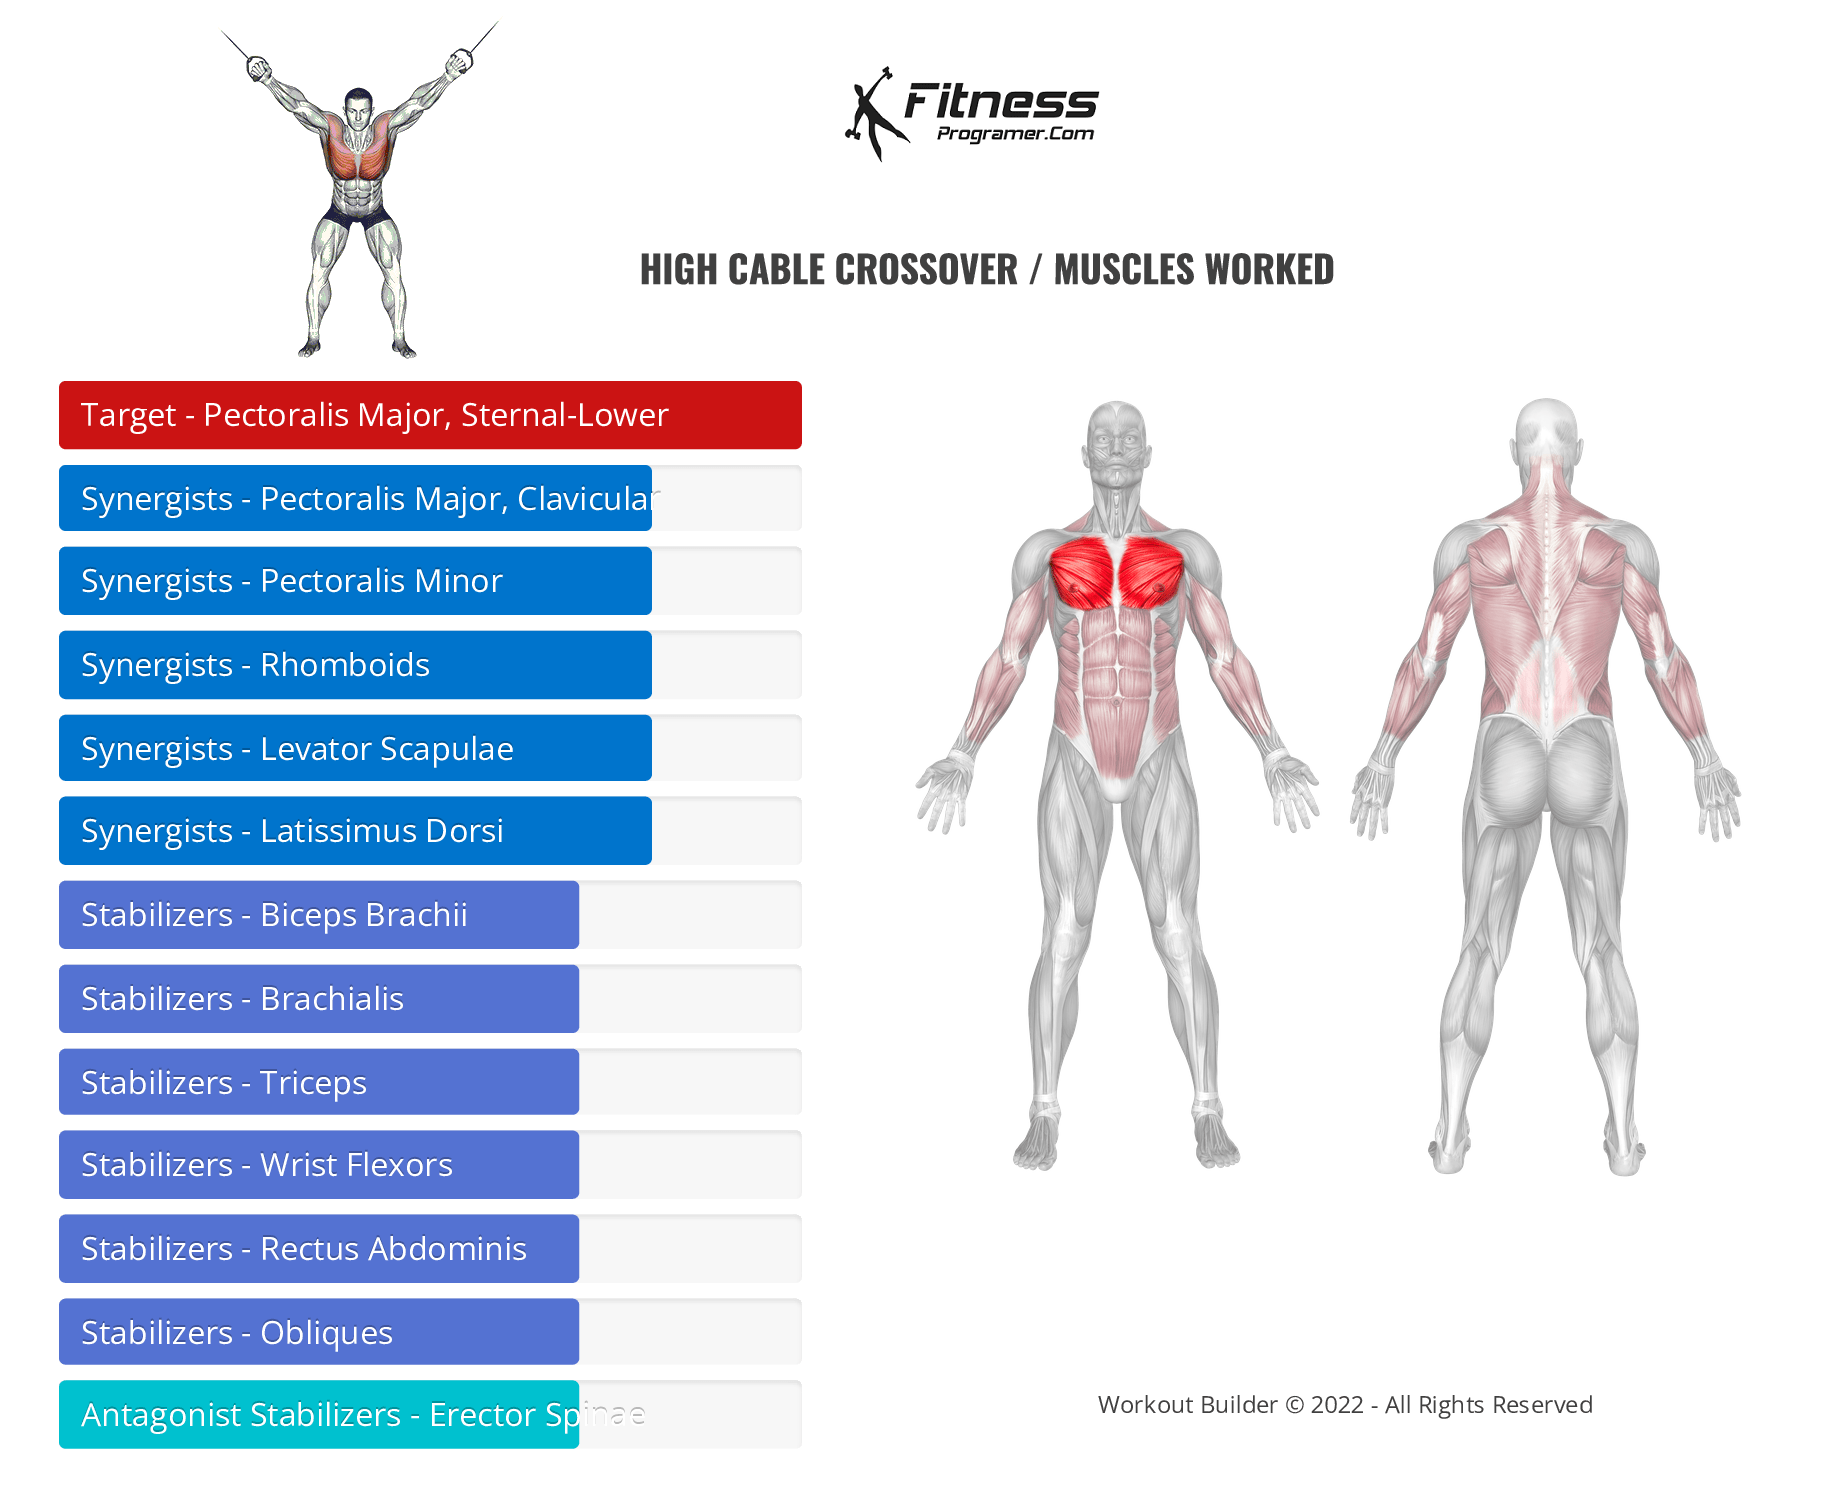 Fitness
Programer.Com
HIGH CABLE CROSSOVER / MUSCLES WORKED
Target - Pectoralis Major, Sternal-Lower
Synergists - Pectoralis Major, Clavicular
Synergists - Pectoralis Minor
Synergists - Rhomboids
Synergists - Levator Scapulae
Synergists - Latissimus Dorsi
Stabilizers - Biceps Brachii
Stabilizers - Brachialis
Stabilizers - Triceps
Stabilizers - Wrist Flexors
Stabilizers - Rectus Abdominis
Stabilizers - Obliques
Antagonist Stabilizers - Erector Spinae
Workout Builder © 2022 - All Rights Reserved